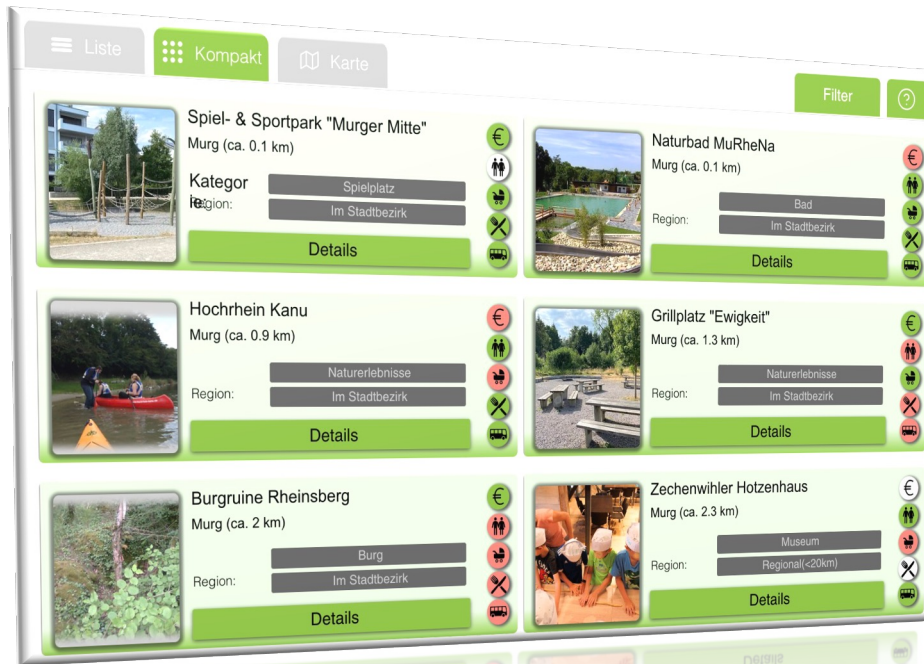 Liste
Kompakt
Karte
Filter
?
Spiel- & Sportpark "Murger Mitte"
Murg (ca. 0.1 km)
Kategor
ie:
Spielplatz
Region:
Im Stadtbezirk
Details
€
Naturbad MuRheNa
Murg (ca. 0.1 km)
Bad
Region:
Im Stadtbezirk
Details
€
Hochrhein Kanu
Murg (ca. 0.9 km)
Naturerlebnisse
Region:
Im Stadtbezirk
Details
€
Grillplatz "Ewigkeit"
Murg (ca. 1.3 km)
Naturerlebnisse
Region:
Im Stadtbezirk
Details
€
Burgruine Rheinsberg
Murg (ca. 2 km)
Burg
Region:
Im Stadtbezirk
Details
€
Zechenwihler Hotzenhaus
Murg (ca. 2.3 km)
Museum
Region:
Regional(<20km)
Details
€